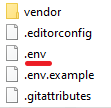 vendor
.editorconfig
.env
.env.example
.gitattributes